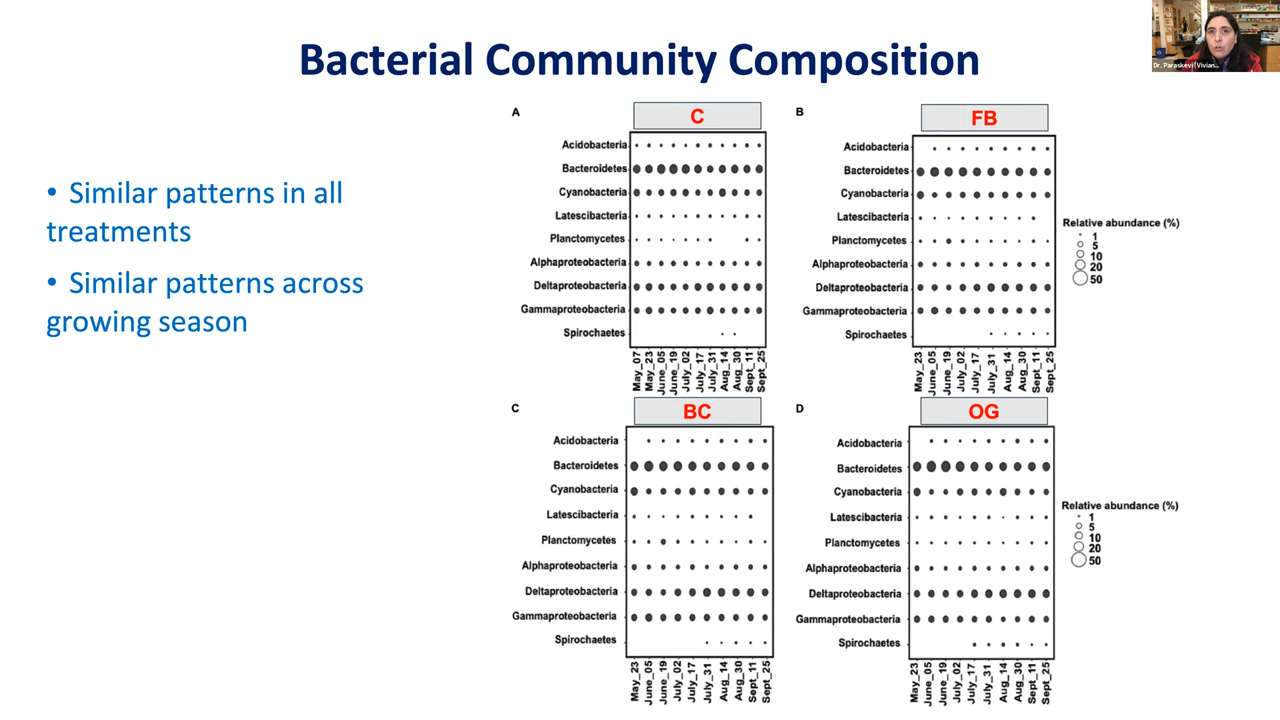 Bacterial Community Composition
Dr. Paraskevi (Vivian...
• Similar patterns in all
treatments
• Similar patterns across
growing season
A
C
Acidobacteria
Bacteroidetes
Cyanobacteria
Latescibacteria
Planctomycetes
Alphaproteobacteria
Deltaproteobacteria
Gammaproteobacteria
Spirochaetes
May_07
May_23
June_05
June_19
July_02
July_17
July_31
Aug_14
Aug_30
Sept_11
Sept_25
B
FB
Acidobacteria
Bacteroidetes
Cyanobacteria
Latescibacteria
Planctomycetes
Alphaproteobacteria
Deltaproteobacteria
Gammaproteobacteria
Spirochaetes
May_23
June_05
June_19
July_02
July_17
July_31
Aug_14
Aug_30
Sept_11
Sept_25
Relative abundance (%)
1
5
10
20
50
C
BC
Acidobacteria
Bacteroidetes
Cyanobacteria
Latescibacteria
Planctomycetes
Alphaproteobacteria
Deltaproteobacteria
Gammaproteobacteria
Spirochaetes
May_23
June_05
June_19
July_02
July_17
July_31
Aug_14
Aug_30
Sept_11
Sept_25
D
OG
Acidobacteria
Bacteroidetes
Cyanobacteria
Latescibacteria
Planctomycetes
Alphaproteobacteria
Deltaproteobacteria
Gammaproteobacteria
Spirochaetes
May_23
June_05
June_19
July_02
July_17
July_31
Aug_14
Aug_30
Sept_11
Sept_25
Relative abundance (%)
1
5
10
20
50